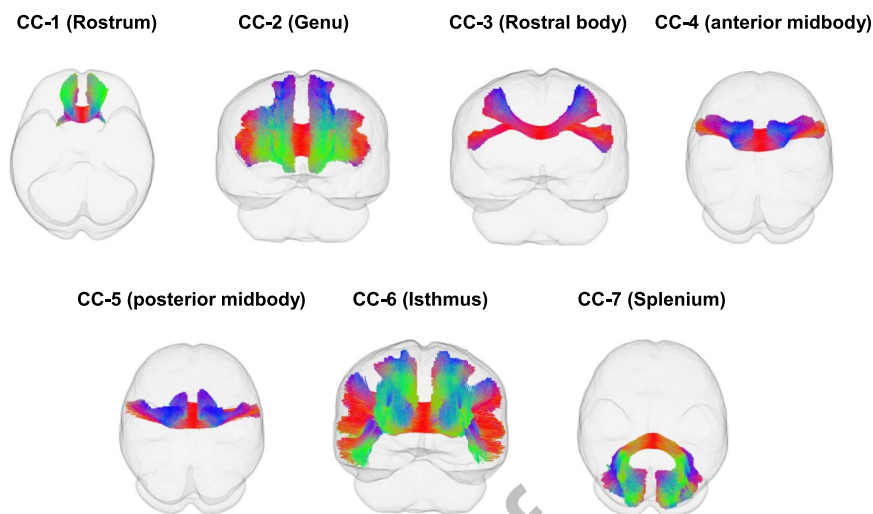 CC-1 (Rostrum)
CC-2 (Genu)
CC-3 (Rostral body)
CC-4 (anterior midbody)
CC-5 (posterior midbody)
CC-6 (Isthmus)
CC-7 (Splenium)